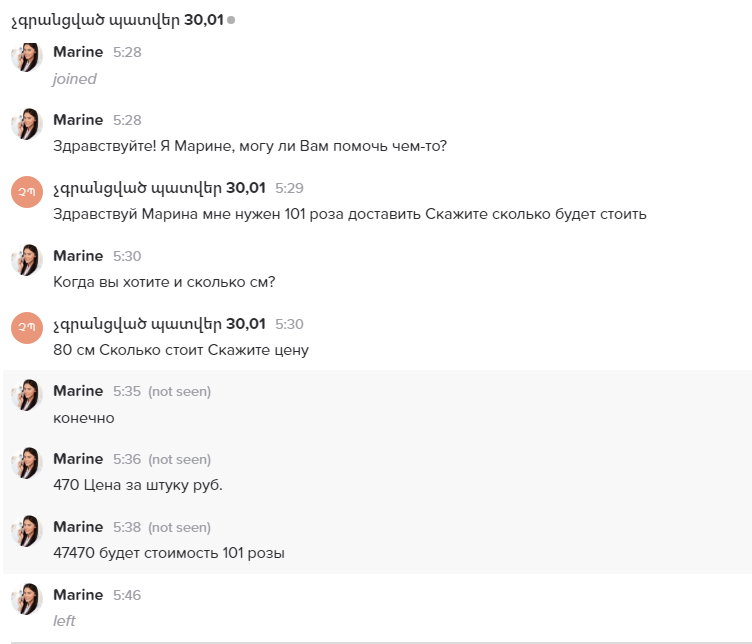 չգրանցված պատվեր 30,01
Marine 5:28
joined
Marine 5:28
Здравствуйте! Я Марине, могу ли Вам помочь чем-то?
ՉՊ չգրանցված պատվեր 30,01 5:29
Здравствуй Марина мне нужен 101 роза доставить Скажите сколько будет стоить
Marine 5:30
Когда вы хотите и сколько см?
ՉՊ չգրանցված պատվեր 30,01 5:30
80 см Сколько стоит Скажите цену
Marine 5:35 (not seen)
конечно
Marine 5:36 (not seen)
470 Цена за штуку руб.
Marine 5:38 (not seen)
47470 будет стоимость 101 розы
Marine 5:46
left